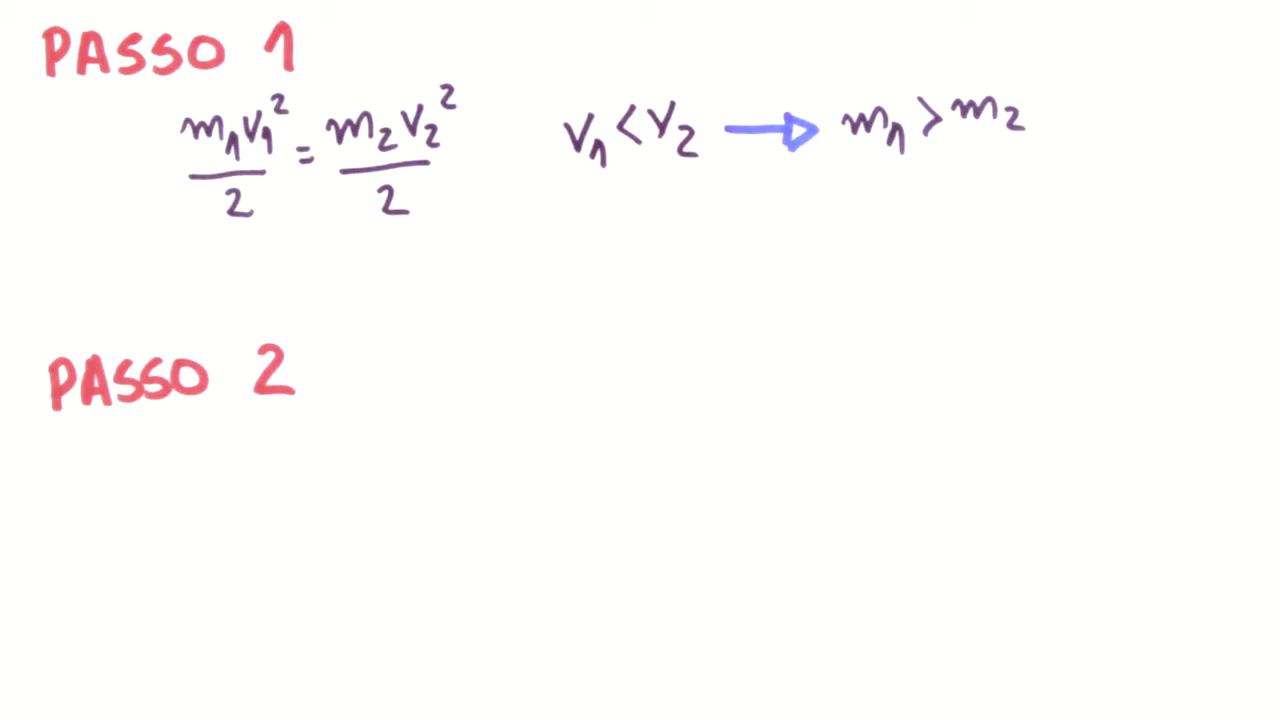 PASSO 1
m₁v₁²/2 = m₂v₂²/2 v₁ < v₂ → m₁ > m₂
PASSO 2